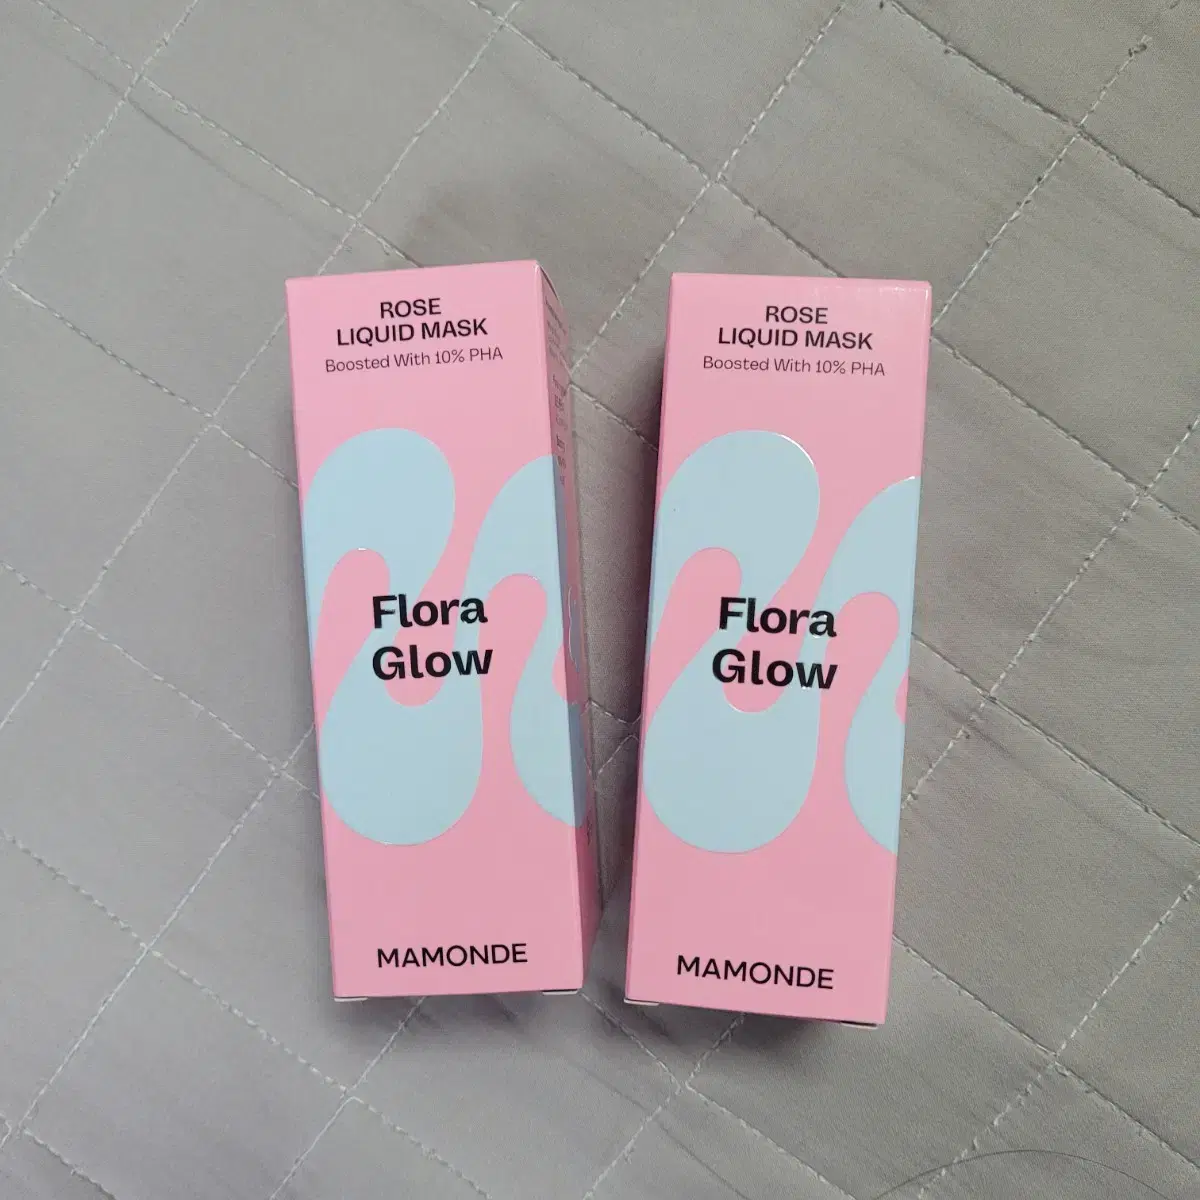 ROSE
LIQUID MASK
Boosted With 10% PHA
Flora
Glow
MAMONDE
ROSE
LIQUID MASK
Boosted With 10% PHA
Flora
Glow
MAMONDE